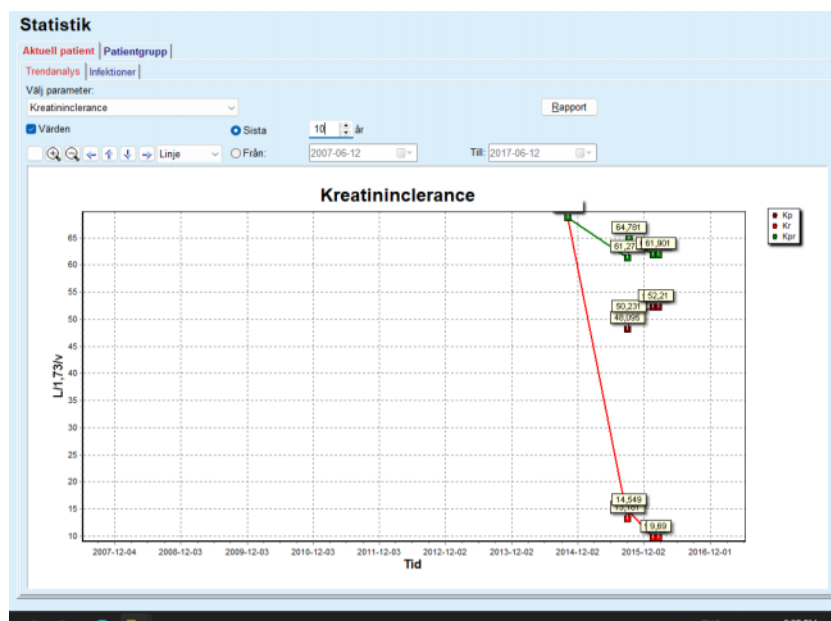 Statistik
Aktuell patient Patientgrupp
Trendanalys Infektioner
Välj parameter:
Kreatininclerance Rapport
Värden Sista 10 år
Linje Från: 2007-06-12 Till: 2017-06-12
Kreatininclerance
Kp
Kr
Kpr
65
60
55
50
45
40
35
30
25
20
15
10
L/1,73/v
64,781
61,27 61,901
52,21
50,231
48,095
14,549
9,69
2007-12-04 2008-12-03 2009-12-03 2010-12-03 2011-12-03 2012-12-02 2013-12-02 2014-12-02 2015-12-02 2016-12-01
Tid